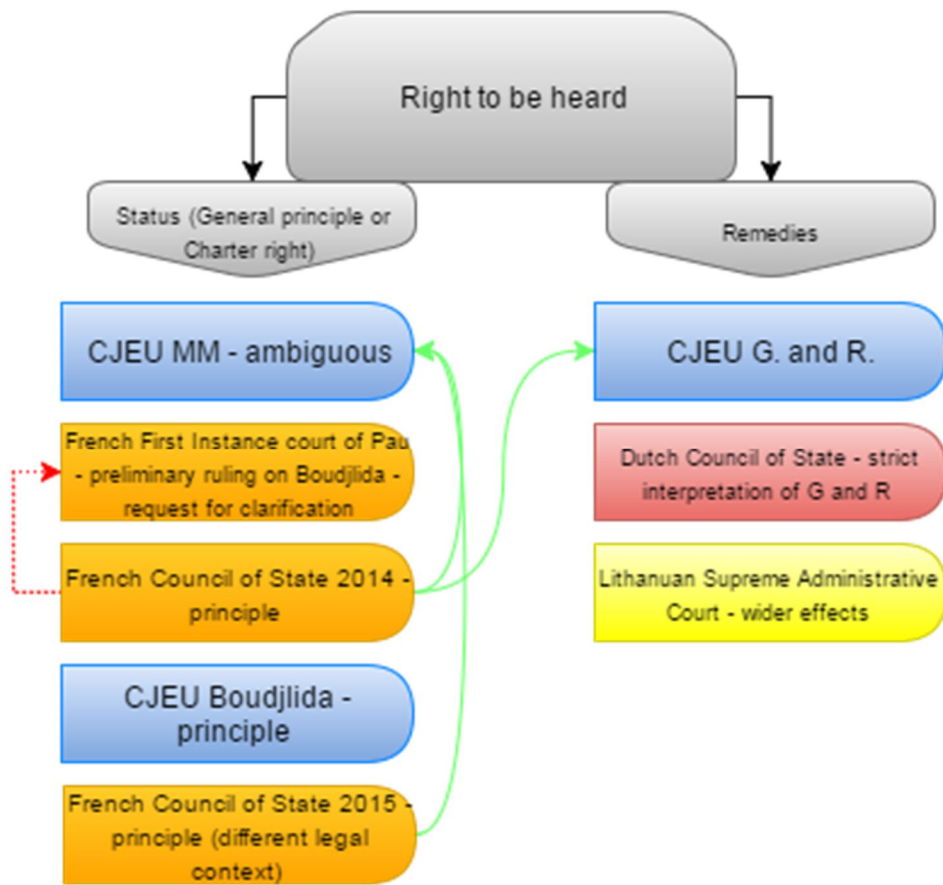 Right to be heard
Status (General principle or
Charter right)
Remedies
CJEU MM - ambiguous
French First Instance court of Pau
- preliminary ruling on Boudjlida -
request for clarification
French Council of State 2014 -
principle
CJEU Boudjlida -
principle
French Council of State 2015 -
principle (different legal
context)
CJEU G. and R.
Dutch Council of State - strict
interpretation of G and R
Lithanuan Supreme Administrative
Court - wider effects